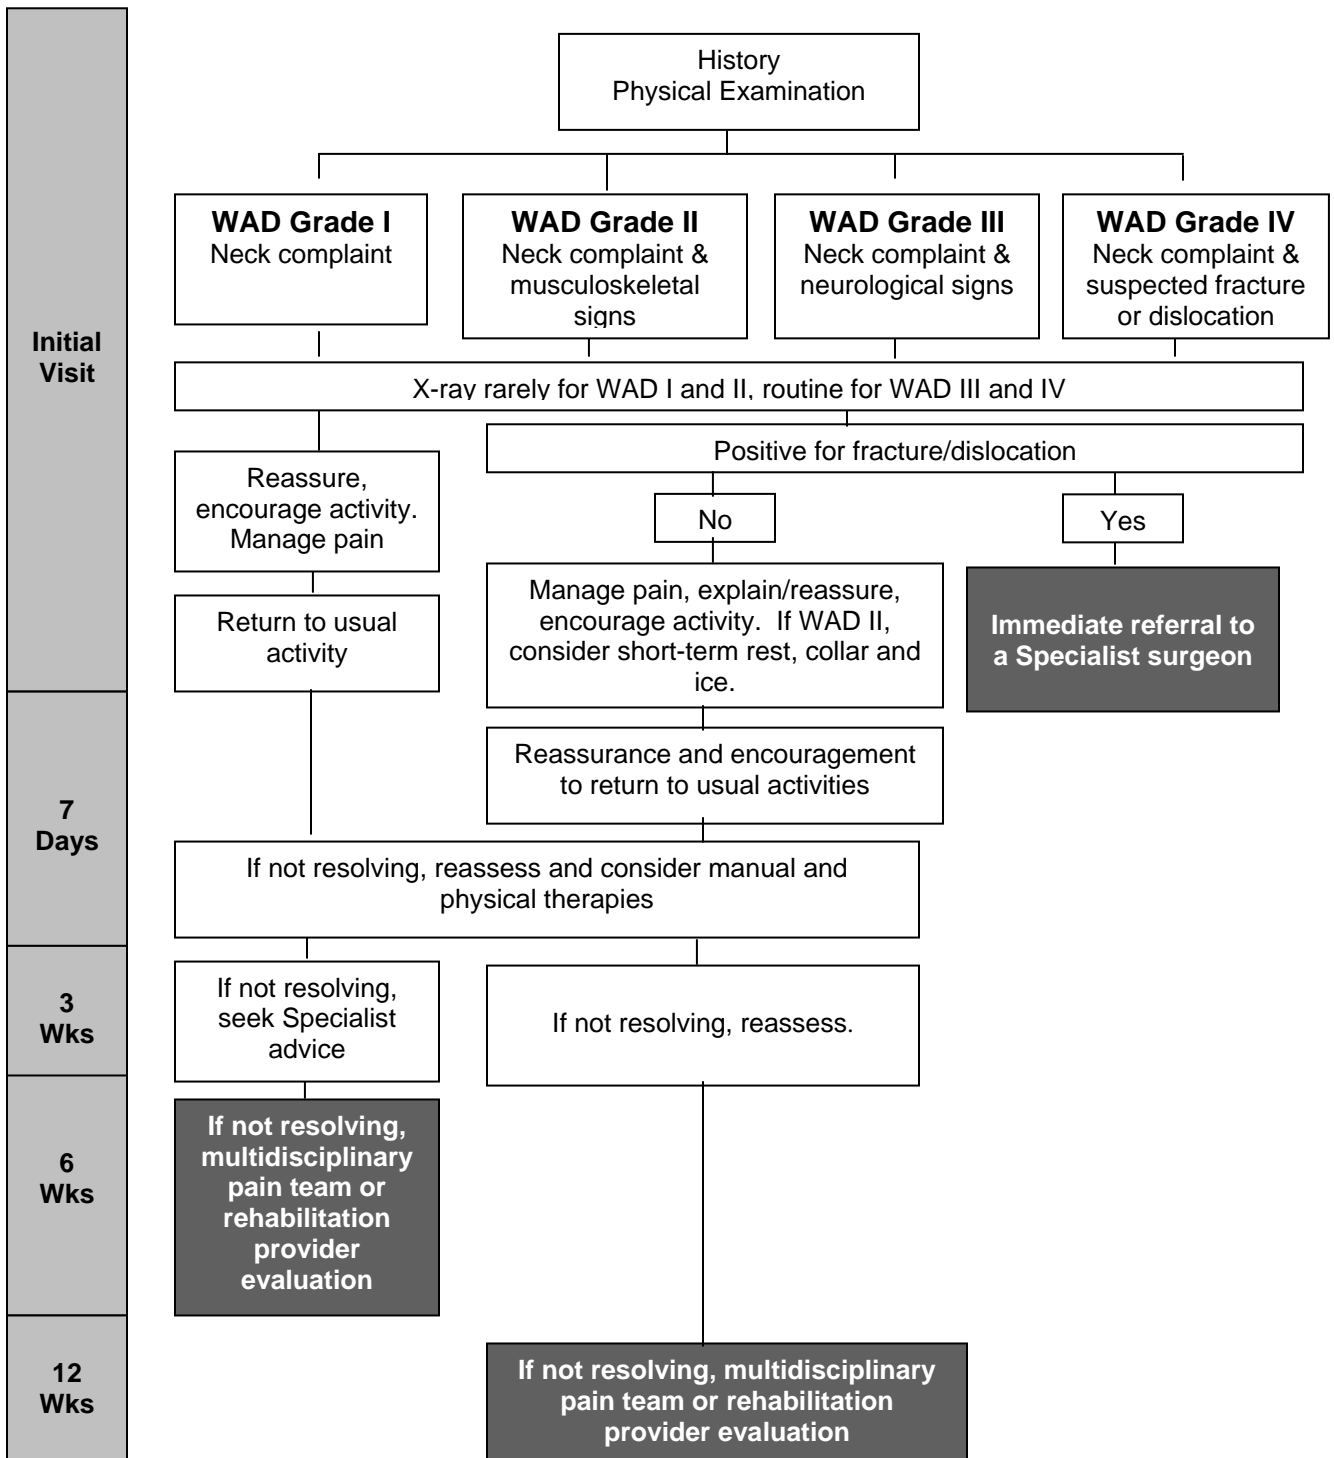 History
Physical Examination
WAD Grade I
Neck complaint
WAD Grade II
Neck complaint &
musculoskeletal
signs
WAD Grade III
Neck complaint &
neurological signs
WAD Grade IV
Neck complaint &
suspected fracture
or dislocation
Initial
Visit
X-ray rarely for WAD I and II, routine for WAD III and IV
Positive for fracture/dislocation
Reassure,
encourage activity.
Manage pain
No
Yes
Return to usual
activity
Manage pain, explain/reassure,
encourage activity. If WAD II,
consider short-term rest, collar and
ice.
Immediate referral to
a Specialist surgeon
7
Days
Reassurance and encouragement
to return to usual activities
If not resolving, reassess and consider manual and
physical therapies
3
Wks
If not resolving,
seek Specialist
advice
If not resolving, reassess.
6
Wks
If not resolving,
multidisciplinary
pain team or
rehabilitation
provider
evaluation
12
Wks
If not resolving, multidisciplinary
pain team or rehabilitation
provider evaluation